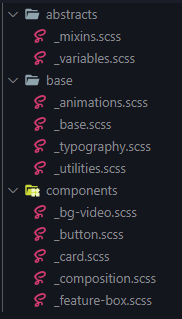 abstracts
_mixins.scss
_variables.scss
base
_animations.scss
_base.scss
_typography.scss
_utilities.scss
components
_bg-video.scss
_button.scss
_card.scss
_composition.scss
_feature-box.scss